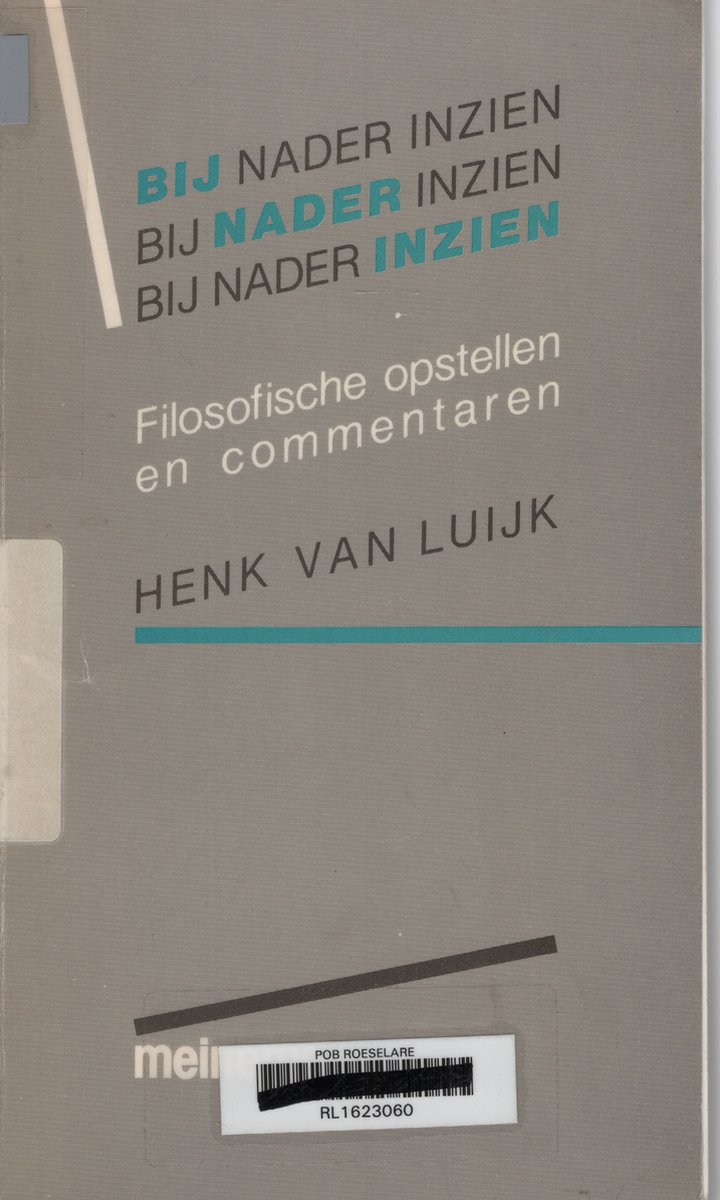 BIJ NADER INZIEN
BIJ NADER INZIEN
BIJ NADER INZIEN
Filosofische opstellen
en commentaren
HENK VAN LUIJK
POB ROESELARE
RL1623060